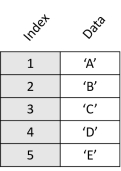 Index Data
1 ‘A’
2 ‘B’
3 ‘C’
4 ‘D’
5 ‘E’